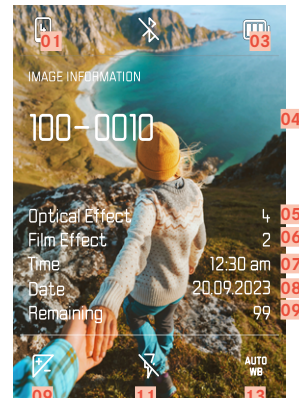 01
03
IMAGE INFORMATION
100-0010
04
Optical Effect 4 05
Film Effect 2 06
Time 12:30 am 07
Date 20.09.2023 08
Remaining 99 09
AUTO
WB
09 11 13